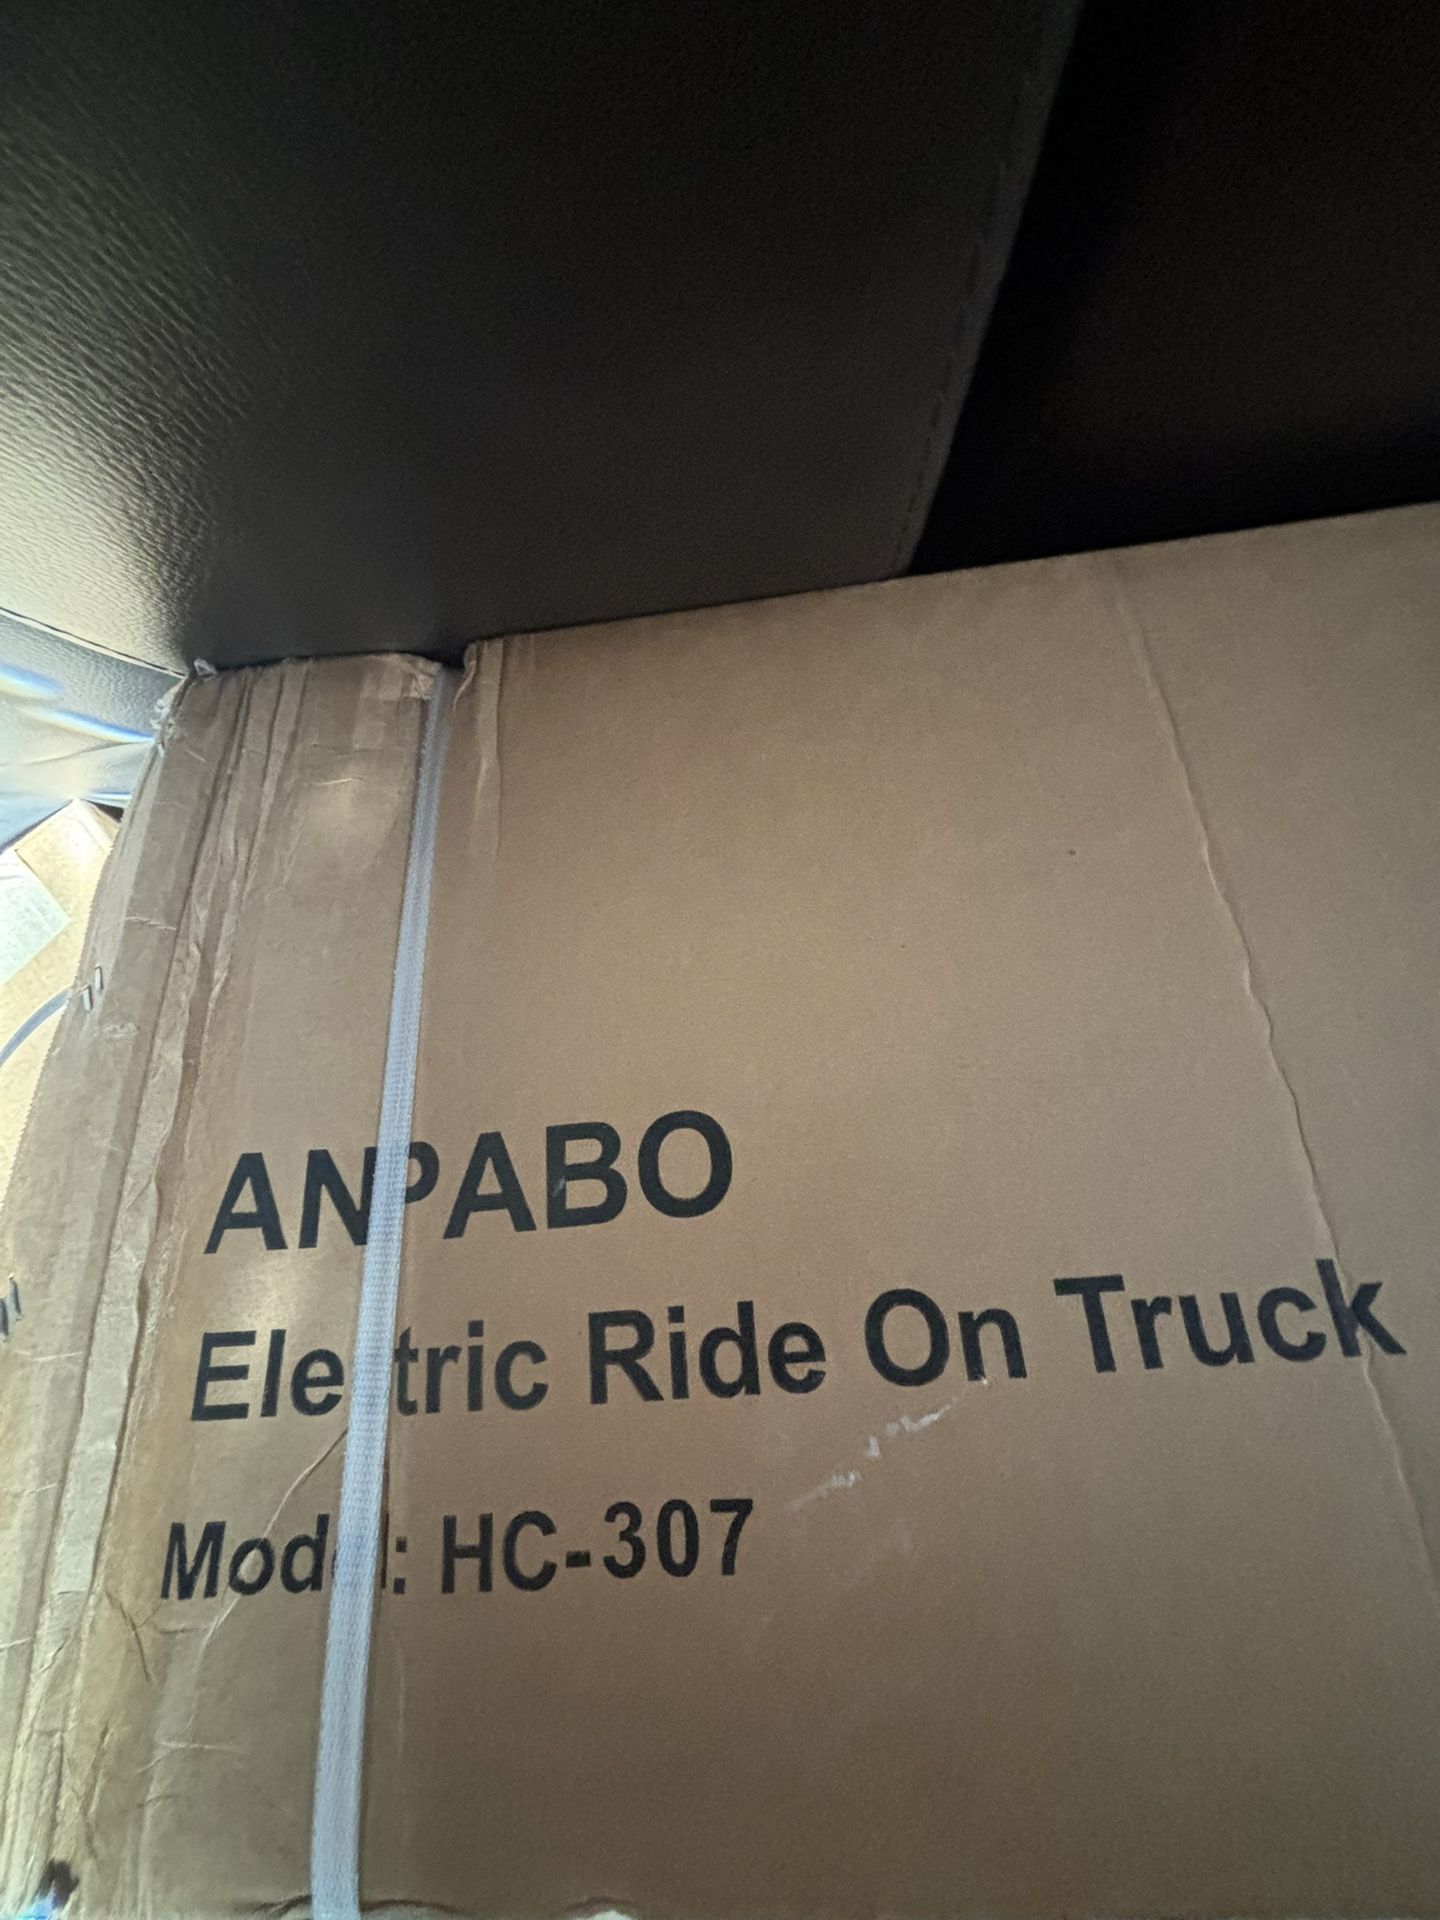 ANPABO
Electric Ride On Truck
Model: HC-307